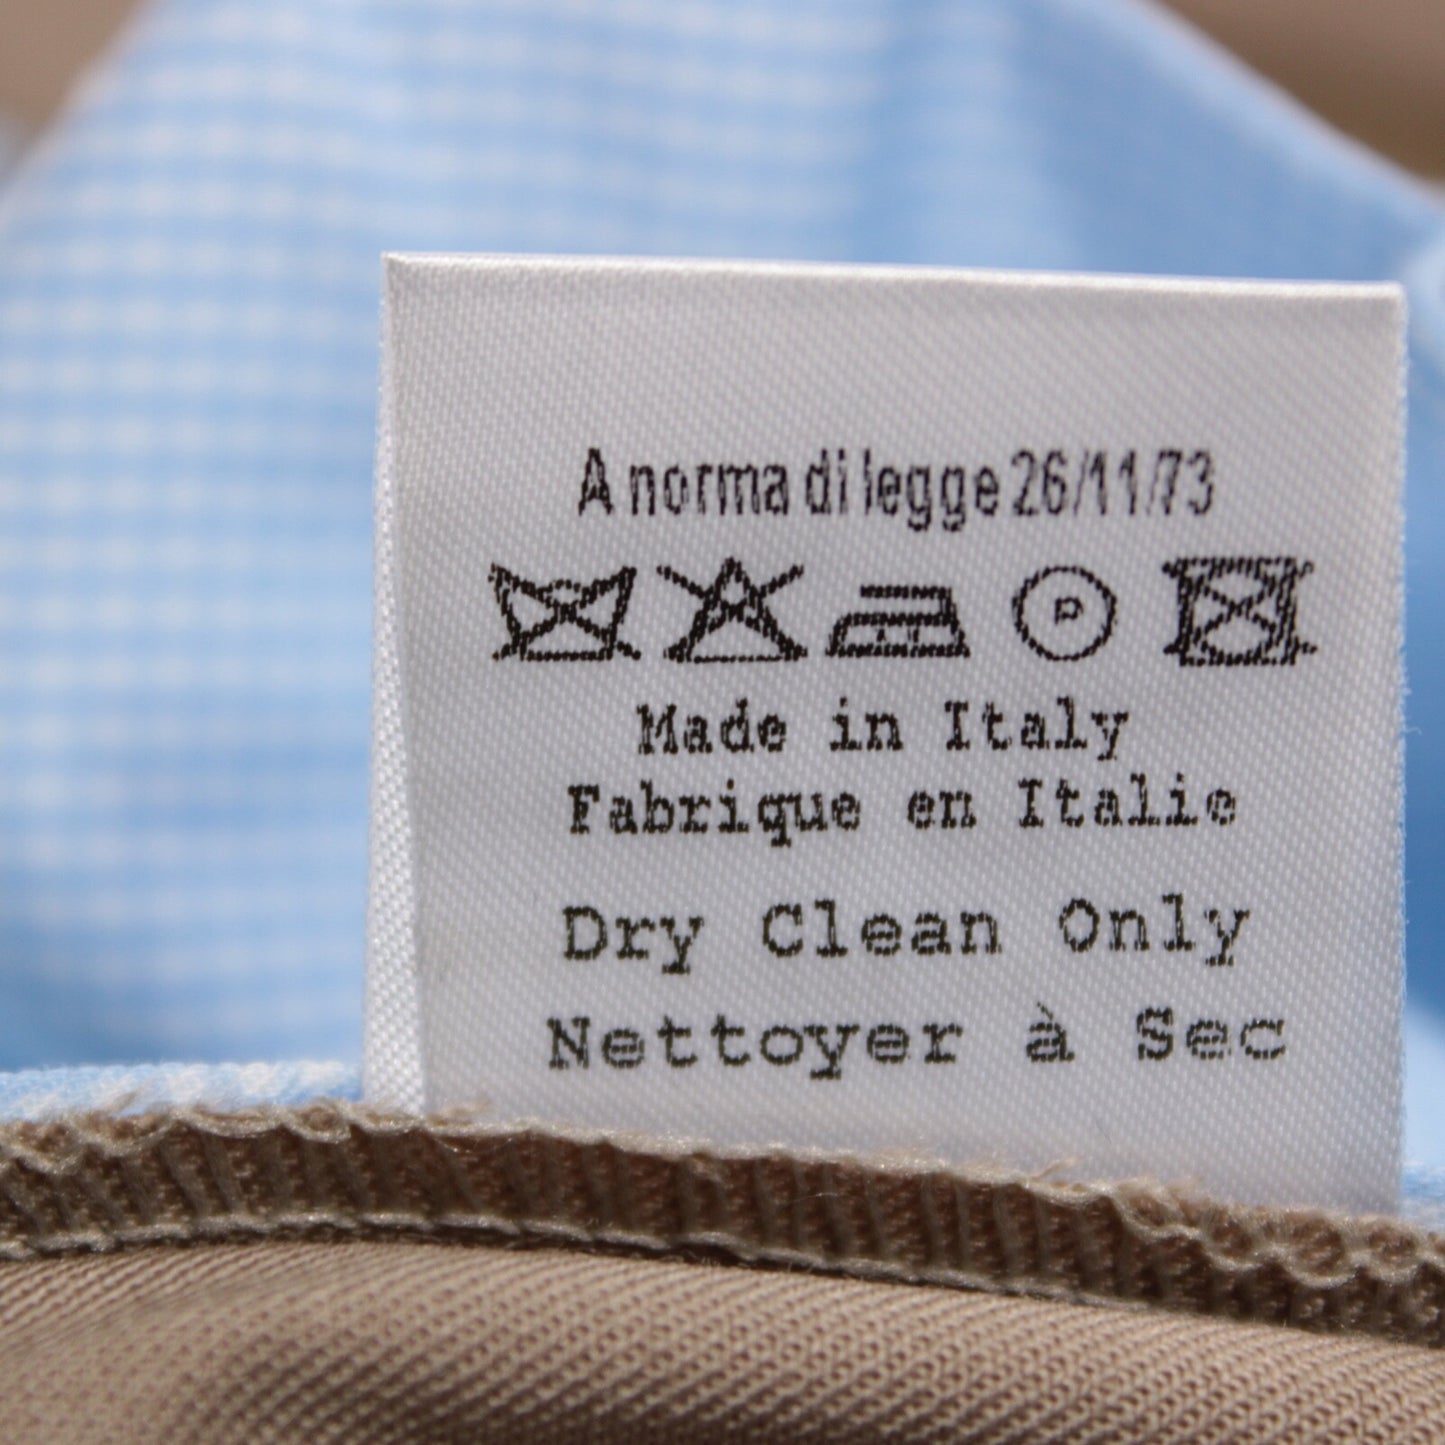 A norma di legge 26/11/73
P
Made in Italy
Fabrique en Italie
Dry Clean Only
Nettoyer à Sec